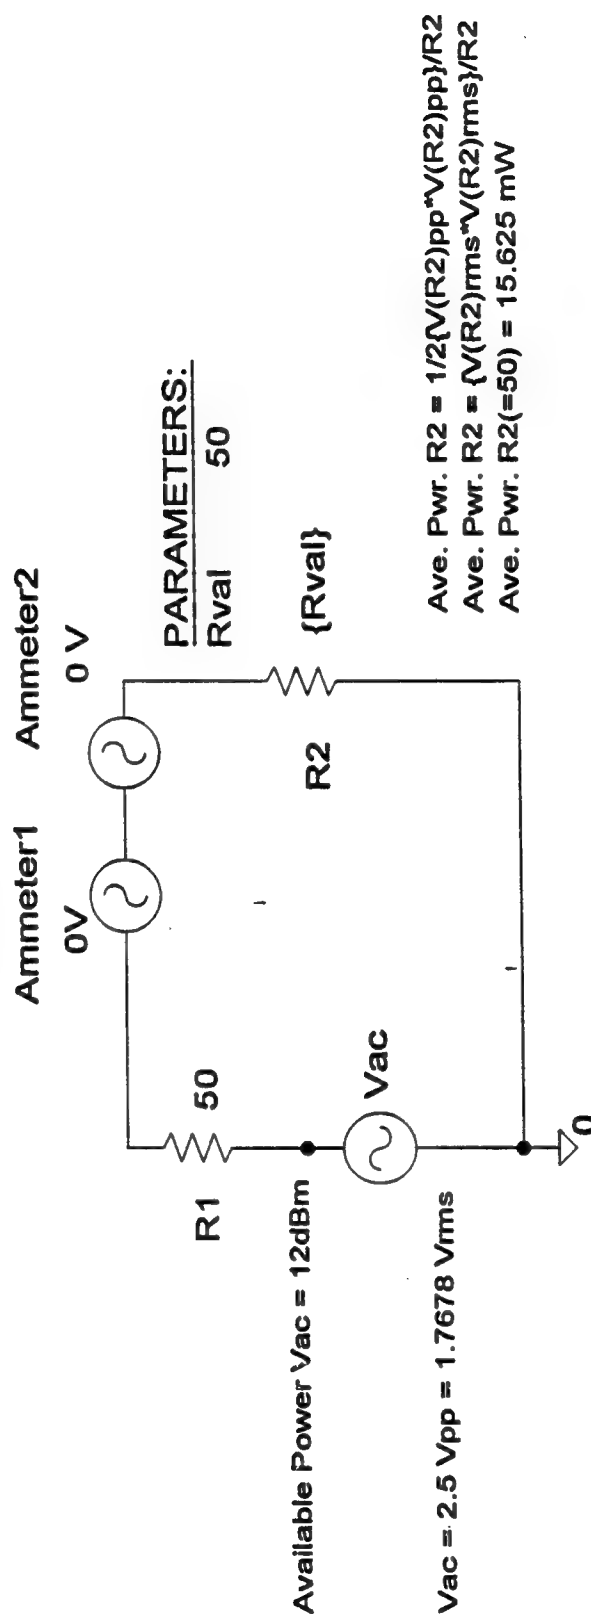 Ammeter1
0V
Ammeter2
0 V
PARAMETERS:
Rval 50
R1
50
R2
{Rval}
Available Power Vac = 12dBm
Vac
Vac = 2.5 Vpp = 1.7678 Vrms
0
Ave. Pwr. R2 = 1/2{V(R2)pp*V(R2)pp}/R2
Ave. Pwr. R2 = {V(R2)rms*V(R2)rms}/R2
Ave. Pwr. R2(=50) = 15.625 mW